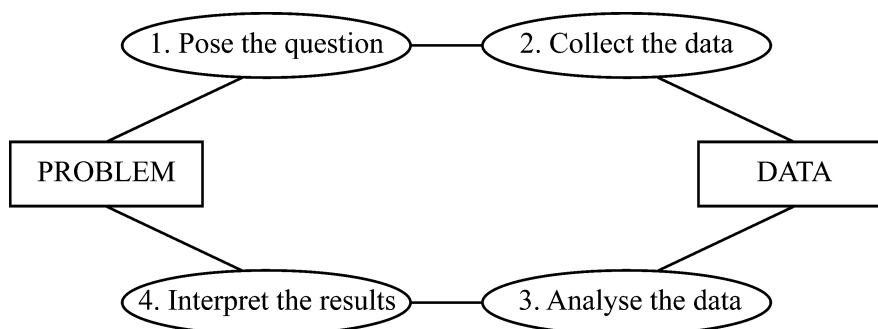 1. Pose the question
2. Collect the data
PROBLEM
DATA
4. Interpret the results
3. Analyse the data